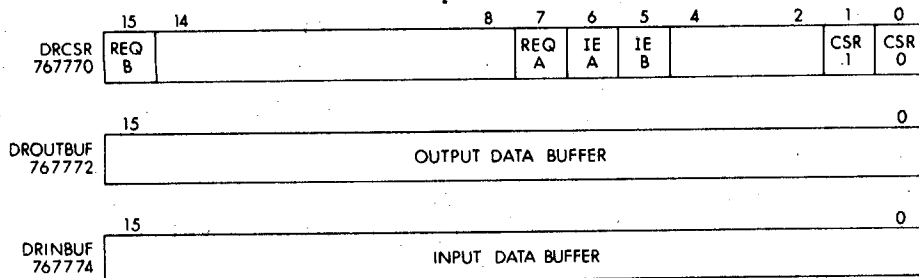 15 14 8 7 6 5 4 2 1 0
DRCSR
767770
REQ
B
REQ
A
IE
A
IE
B
CSR
.1
CSR
0
15 0
DROUTBUF
767772
OUTPUT DATA BUFFER
15 0
DRINBUF
767774
INPUT DATA BUFFER